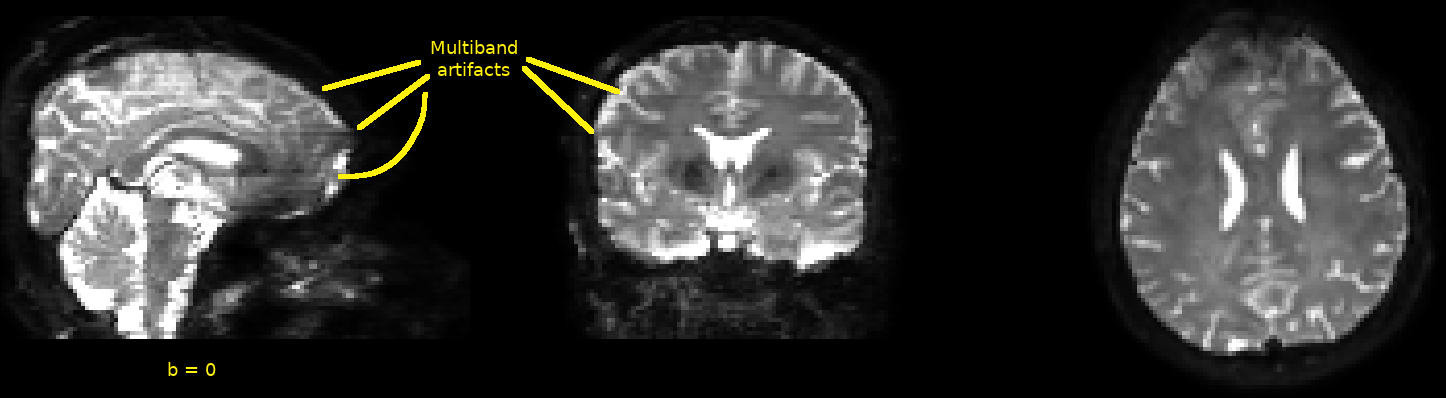 Multiband
artifacts
b = 0